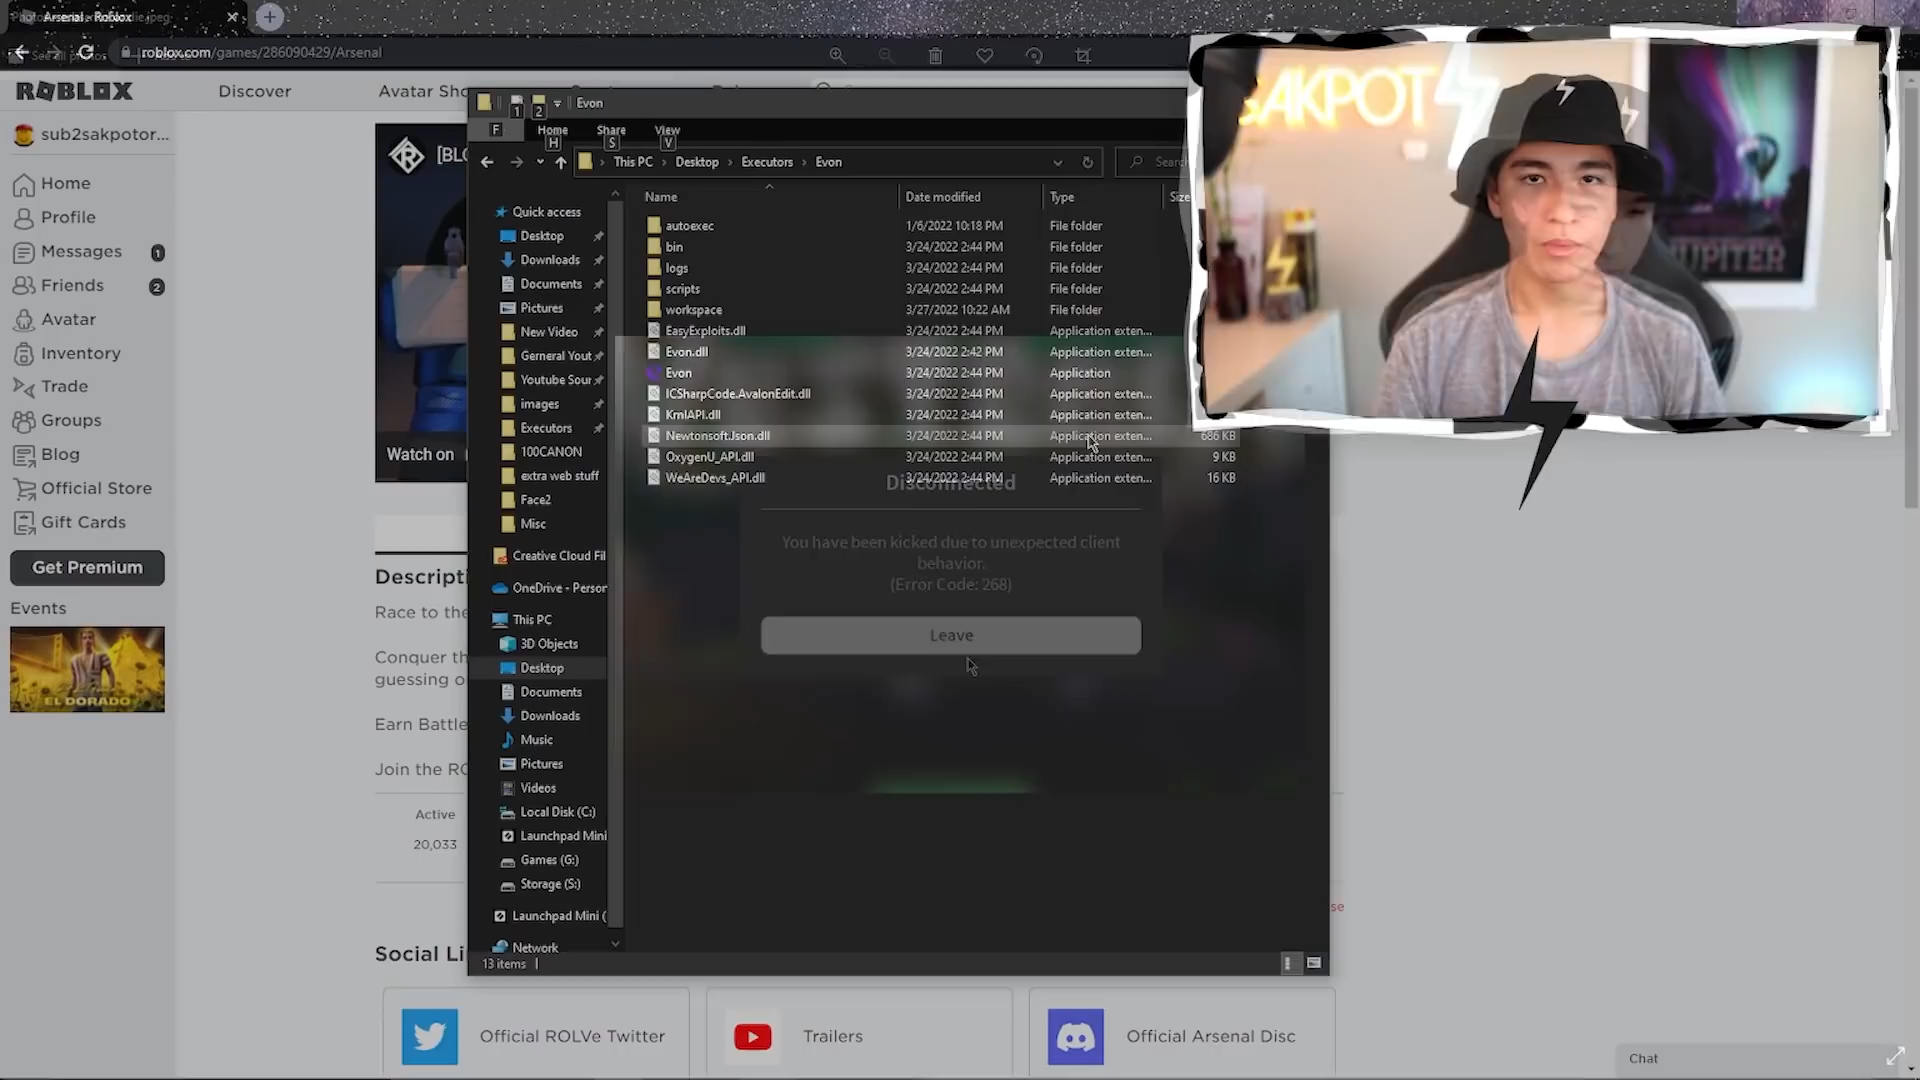 Arsenal - Roblox
roblox.com/games/286090429/Arsenal
ROBLOX
Discover
Avatar Sho
sub2sakpotor...
Home
Profile
Messages
1
Friends
2
Avatar
Inventory
Trade
Groups
Blog
Official Store
Gift Cards
Get Premium
Events
EL DORADO
[BLO
Watch on
Descripti
Race to the
Conquer th
guessing o
Earn Battle
Join the RO
Active
20,033
Social Li
Official ROLVe Twitter
Trailers
Official Arsenal Disc
Chat
1
2
Evon
F
Home
Share
View
H
S
V
This PC
Desktop
Executors
Evon
Searc
Name
Date modified
Type
Size
Quick access
Desktop
Downloads
Documents
Pictures
New Video
Gerneral Yout
Youtube Sour
images
Executors
100CANON
extra web stuff
Face2
Misc
Creative Cloud Fil
OneDrive - Person
This PC
3D Objects
Desktop
Documents
Downloads
Music
Pictures
Videos
Local Disk (C:)
Launchpad Mini
Games (G:)
Storage (S:)
Launchpad Mini (
Network
13 items
autoexec 1/6/2022 10:18 PM File folder
bin 3/24/2022 2:44 PM File folder
logs 3/24/2022 2:44 PM File folder
scripts 3/24/2022 2:44 PM File folder
workspace 3/27/2022 10:22 AM File folder
EasyExploits.dll 3/24/2022 2:44 PM Application exten...
Evon.dll 3/24/2022 2:42 PM Application exten...
Evon 3/24/2022 2:44 PM Application
ICSharpCode.AvalonEdit.dll 3/24/2022 2:44 PM Application exten...
KrnlAPI.dll 3/24/2022 2:44 PM Application exten...
Newtonsoft.Json.dll 3/24/2022 2:44 PM Application exten... 686 KB
OxygenU_API.dll 3/24/2022 2:44 PM Application exten... 9 KB
WeAreDevs_API.dll 3/24/2022 2:44 PM Application exten... 16 KB
Disconnected
You have been kicked due to unexpected client
behavior.
(Error Code: 268)
Leave
se
SAKPOT
JUPITER